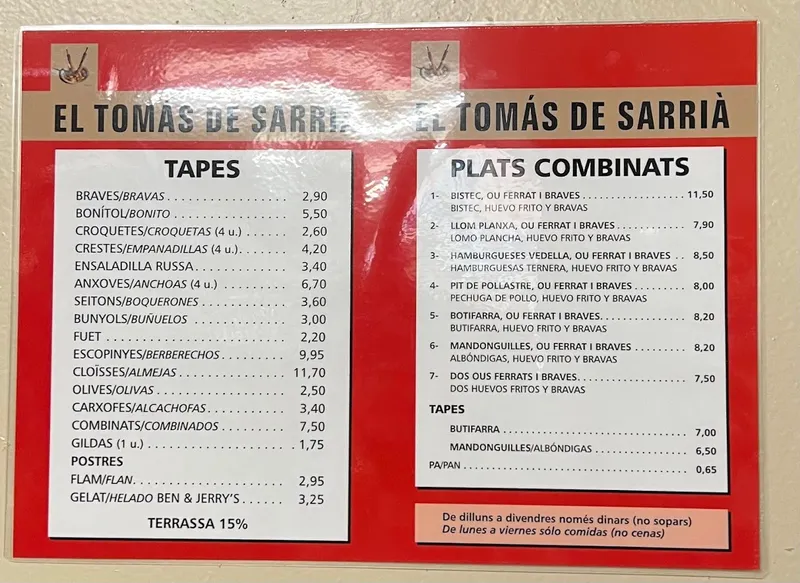 EL TOMÁS DE SARRIÀ
TAPES
BRAVES/BRAVAS . . . . . . . . . . . . . . . . . 2,90
BONÍTOL/BONITO . . . . . . . . . . . . . . . . 5,50
CROQUETES/CROQUETAS (4 u.) . . . . . 2,60
CRESTES/EMPANADILLAS (4 u.). . . . . 4,20
ENSALADILLA RUSSA. . . . . . . . . . . . . 3,40
ANXOVES/ANCHOAS (4 u.) . . . . . . . . . 6,70
SEITONS/BOQUERONES . . . . . . . . . . . 3,60
BUNYOLS/BUÑUELOS . . . . . . . . . . . . . 3,00
FUET . . . . . . . . . . . . . . . . . . . . . . . . . 2,20
ESCOPINYES/BERBERECHOS . . . . . . . . . 9,95
CLOÏSSES/ALMEJAS. . . . . . . . . . . . . . . 11,70
OLIVES/OLIVAS . . . . . . . . . . . . . . . . . . 2,50
CARXOFES/ALCACHOFAS. . . . . . . . . . . 3,40
COMBINATS/COMBINADOS . . . . . . . . . 7,50
GILDAS (1 u.) . . . . . . . . . . . . . . . . . . . . 1,75
POSTRES
FLAM/FLAN. . . . . . . . . . . . . . . . . . . . . . 2,95
GELAT/HELADO BEN & JERRY'S . . . . . . 3,25
TERRASSA 15%
EL TOMÁS DE SARRIÀ
PLATS COMBINATS
1- BISTEC, OU FERRAT I BRAVES . . . . . . . . . . . . . . . . . . 11,50
BISTEC, HUEVO FRITO Y BRAVAS
2- LLOM PLANXA, OU FERRAT I BRAVES . . . . . . . . . . . . 7,90
LOMO PLANCHA, HUEVO FRITO Y BRAVAS
3- HAMBURGUESES VEDELLA, OU FERRAT I BRAVES . . 8,50
HAMBURGUESAS TERNERA, HUEVO FRITO Y BRAVAS
4- PIT DE POLLASTRE, OU FERRAT I BRAVES . . . . . . . . . 8,00
PECHUGA DE POLLO, HUEVO FRITO Y BRAVAS
5- BOTIFARRA, OU FERRAT I BRAVES. . . . . . . . . . . . . . . 8,20
BUTIFARRA, HUEVO FRITO Y BRAVAS
6- MANDONGUILLES, OU FERRAT I BRAVES . . . . . . . . . . 8,20
ALBÓNDIGAS, HUEVO FRITO Y BRAVAS
7- DOS OUS FERRATS I BRAVES. . . . . . . . . . . . . . . . . . . 7,50
DOS HUEVOS FRITOS Y BRAVAS
TAPES
BUTIFARRA . . . . . . . . . . . . . . . . . . . . . . . . . . . . . . . 7,00
MANDONGUILLES/ALBÓNDIGAS . . . . . . . . . . . . . . . . 6,50
PA/PAN . . . . . . . . . . . . . . . . . . . . . . . . . . . . . . . . . . . . 0,65
De dilluns a divendres només dinars (no sopars)
De lunes a viernes sólo comidas (no cenas)